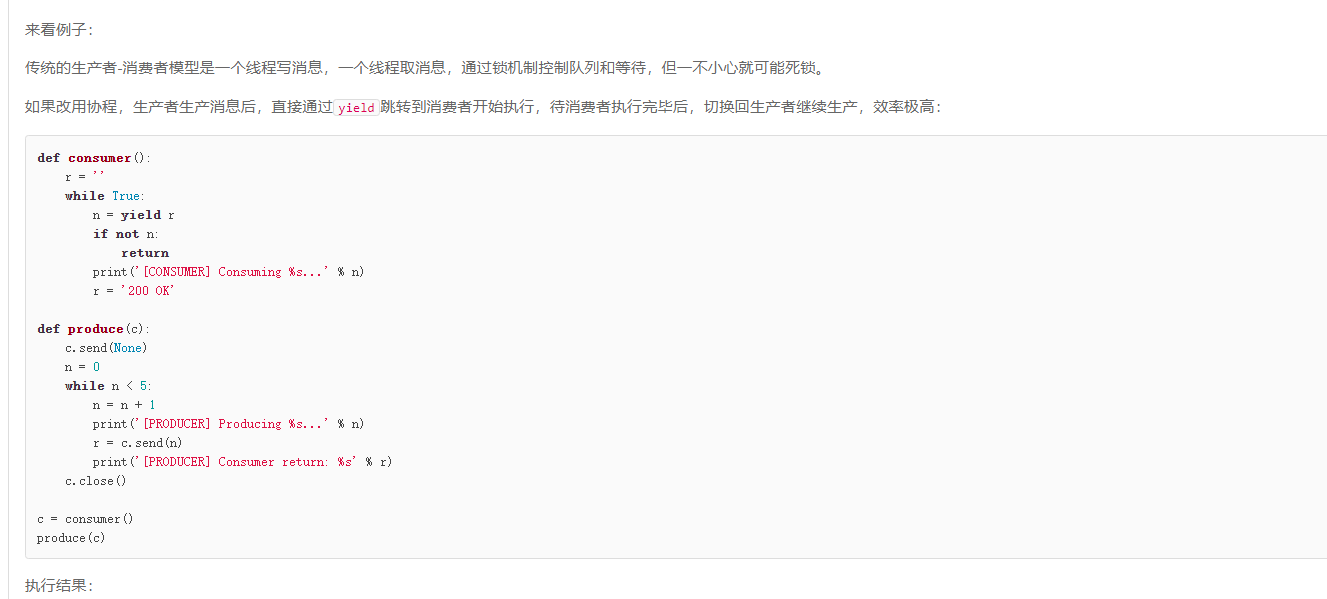 来看例子：
传统的生产者-消费者模型是一个线程写消息，一个线程取消息，通过锁机制控制队列和等待，但一不小心就可能死锁。
如果改用协程，生产者生产消息后，直接通过yield跳转到消费者开始执行，待消费者执行完毕后，切换回生产者继续生产，效率极高：
def consumer():
    r = ''
    while True:
        n = yield r
        if not n:
            return
        print('[CONSUMER] Consuming %s...' % n)
        r = '200 OK'
def produce(c):
    c.send(None)
    n = 0
    while n < 5:
        n = n + 1
        print('[PRODUCER] Producing %s...' % n)
        r = c.send(n)
        print('[PRODUCER] Consumer return: %s' % r)
    c.close()
c = consumer()
produce(c)
执行结果：